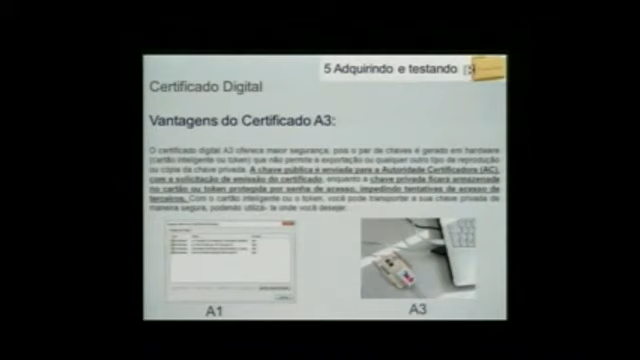 5 Adquirindo e testando
Certificado Digital
Vantagens do Certificado A3:
O certificado digital A3 oferece maior segurança, pois o par de chaves é gerado em hardware
(cartão inteligente ou token) que não permite a exportação ou qualquer outro tipo de reprodução
ou cópia da chave privada. A chave pública é enviada para a Autoridade Certificadora (AC),
com a solicitação de emissão do certificado, enquanto a chave privada ficará armazenada
no cartão ou token protegida por senha de acesso, impedindo tentativas de acesso de
terceiros. Com o cartão inteligente ou o token, você pode transportar a sua chave privada de
maneira segura, podendo utilizá- la onde você desejar.
A1
A3